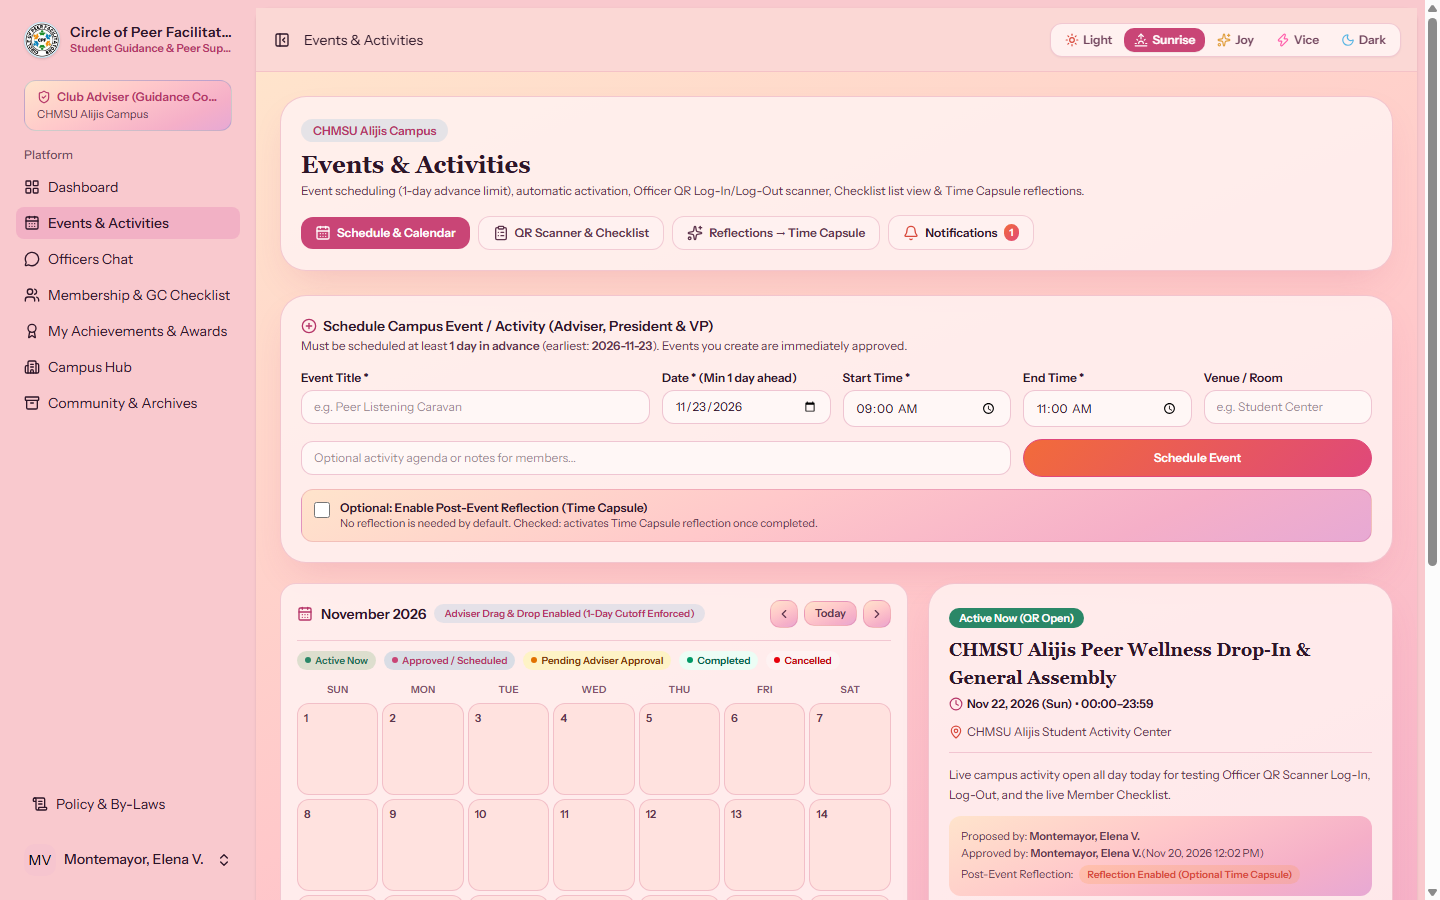 Circle of Peer Facilitat...
Student Guidance & Peer Sup...
Club Adviser (Guidance Co...
CHMSU Alijis Campus
Platform
Dashboard
Events & Activities
Officers Chat
Membership & GC Checklist
My Achievements & Awards
Campus Hub
Community & Archives
Policy & By-Laws
MV Montemayor, Elena V.
Events & Activities
Light Sunrise Joy Vice Dark
CHMSU Alijis Campus
Events & Activities
Event scheduling (1-day advance limit), automatic activation, Officer QR Log-In/Log-Out scanner, Checklist list view & Time Capsule reflections.
Schedule & Calendar QR Scanner & Checklist Reflections → Time Capsule Notifications 1
Schedule Campus Event / Activity (Adviser, President & VP)
Must be scheduled at least 1 day in advance (earliest: 2026-11-23). Events you create are immediately approved.
Event Title * Date * (Min 1 day ahead) Start Time * End Time * Venue / Room
e.g. Peer Listening Caravan 11/23/2026 09:00 AM 11:00 AM e.g. Student Center
Optional activity agenda or notes for members... Schedule Event
Optional: Enable Post-Event Reflection (Time Capsule)
No reflection is needed by default. Checked: activates Time Capsule reflection once completed.
November 2026 Adviser Drag & Drop Enabled (1-Day Cutoff Enforced) Today
Active Now Approved / Scheduled Pending Adviser Approval Completed Cancelled
SUN MON TUE WED THU FRI SAT
1 2 3 4 5 6 7
8 9 10 11 12 13 14
Active Now (QR Open)
CHMSU Alijis Peer Wellness Drop-In &
General Assembly
Nov 22, 2026 (Sun) • 00:00–23:59
CHMSU Alijis Student Activity Center
Live campus activity open all day today for testing Officer QR Scanner Log-In,
Log-Out, and the live Member Checklist.
Proposed by: Montemayor, Elena V.
Approved by: Montemayor, Elena V.(Nov 20, 2026 12:02 PM)
Post-Event Reflection: Reflection Enabled (Optional Time Capsule)